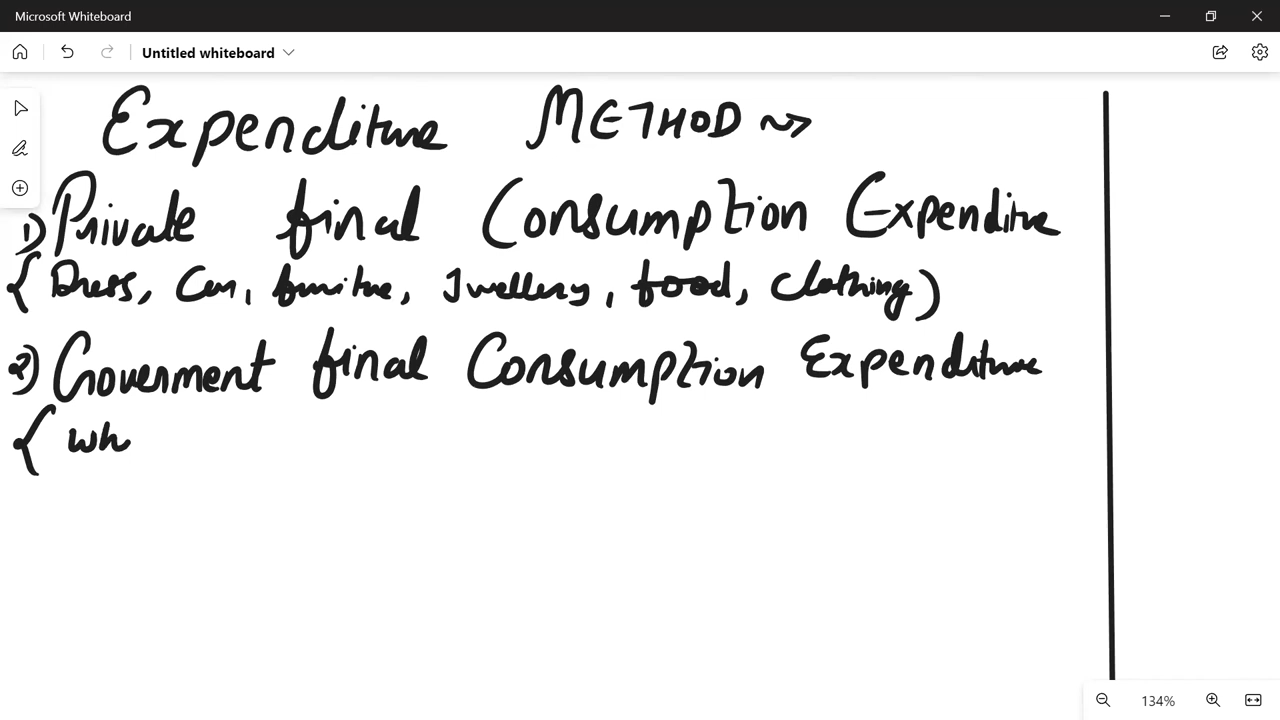 Microsoft Whiteboard
Untitled whiteboard
Expenditure METHOD
1) Private final Consumption Expenditure
{ Dress, Car, furniture, Jwellery, food, Clothing)
2) Government final Consumption Expenditure
{ wh
134%